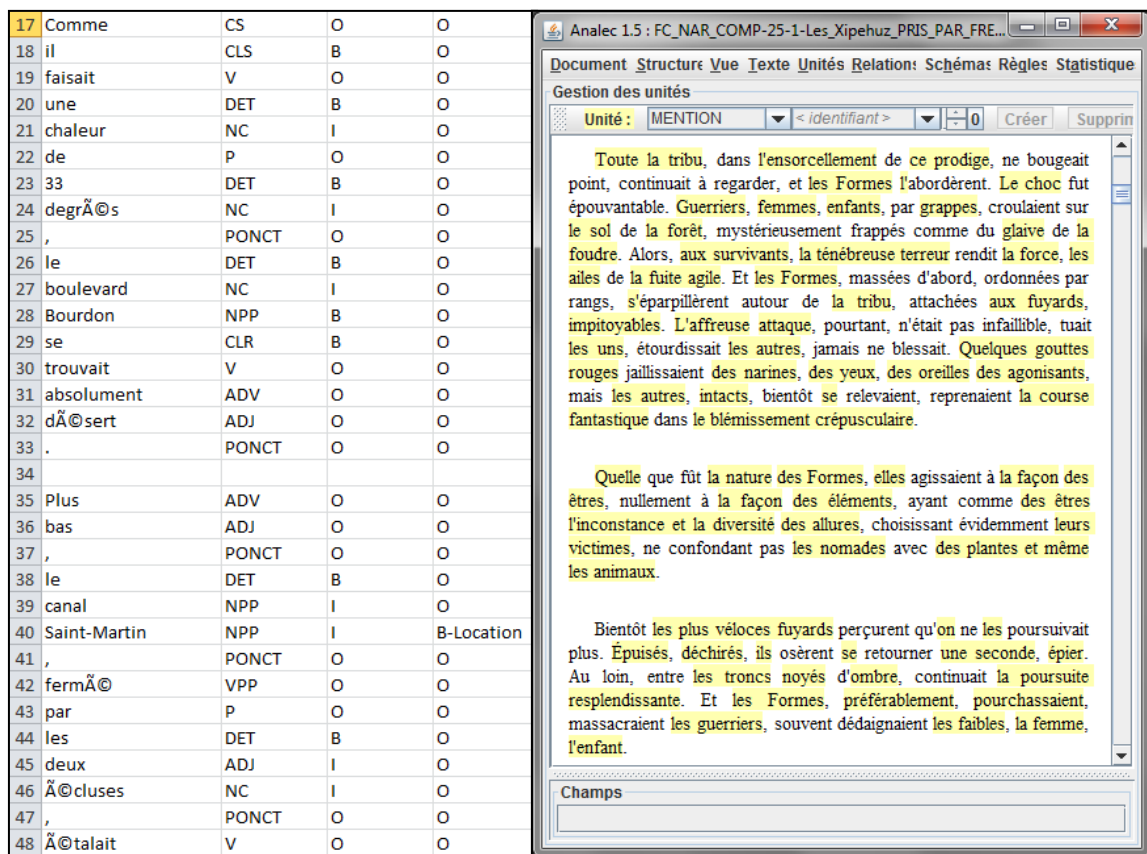 17 Comme CS O O
18 il CLS B O
19 faisait V O O
20 une DET B O
21 chaleur NC I O
22 de P O O
23 33 DET B O
24 degrÃ©s NC I O
25 , PONCT O O
26 le DET B O
27 boulevard NC I O
28 Bourdon NPP B O
29 se CLR B O
30 trouvait V O O
31 absolument ADV O O
32 dÃ©sert ADJ O O
33 . PONCT O O
34
35 Plus ADV O O
36 bas ADJ O O
37 , PONCT O O
38 le DET B O
39 canal NPP I O
40 Saint-Martin NPP I B-Location
41 , PONCT O O
42 fermÃ© VPP O O
43 par P O O
44 les DET B O
45 deux ADJ I O
46 Ã©cluses NC I O
47 , PONCT O O
48 Ã©talait V O O
Analec 1.5 : FC_NAR_COMP-25-1-Les_Xipehuz_PRIS_PAR_FRE...
Document Structure Vue Texte Unités Relations Schémas Règles Statistique
Gestion des unités
Unité : MENTION < identifiant > 0 Créer Supprim
Toute la tribu, dans l'ensorcellement de ce prodige, ne bougeait
point, continuait à regarder, et les Formes l'abordèrent. Le choc fut
épouvantable. Guerriers, femmes, enfants, par grappes, croulaient sur
le sol de la forêt, mystérieusement frappés comme du glaive de la
foudre. Alors, aux survivants, la ténébreuse terreur rendit la force, les
ailes de la fuite agile. Et les Formes, massées d'abord, ordonnées par
rangs, s'éparpillèrent autour de la tribu, attachées aux fuyards,
impitoyables. L'affreuse attaque, pourtant, n'était pas infaillible, tuait
les uns, étourdissait les autres, jamais ne blessait. Quelques gouttes
rouges jaillissaient des narines, des yeux, des oreilles des agonisants,
mais les autres, intacts, bientôt se relevaient, reprenaient la course
fantastique dans le blémissement crépusculaire.
Quelle que fût la nature des Formes, elles agissaient à la façon des
êtres, nullement à la façon des éléments, ayant comme des êtres
l'inconstance et la diversité des allures, choisissant évidemment leurs
victimes, ne confondant pas les nomades avec des plantes et même
les animaux.
Bientôt les plus véloces fuyards perçurent qu'on ne les poursuivait
plus. Épuisés, déchirés, ils osèrent se retourner une seconde, épier.
Au loin, entre les troncs noyés d'ombre, continuait la poursuite
resplendissante. Et les Formes, préférablement, pourchassaient,
massacraient les guerriers, souvent dédaignaient les faibles, la femme,
l'enfant.
Champs